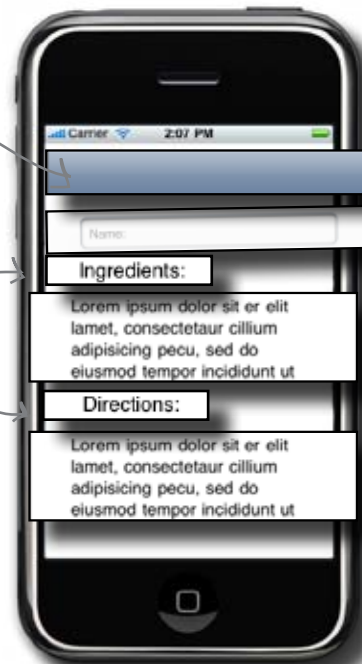 Carrier 2:07 PM
Name:
Ingredients:
Lorem ipsum dolor sit er elit
lamet, consectetaur cillium
adipisicing pecu, sed do
eiusmod tempor incididunt ut
Directions:
Lorem ipsum dolor sit er elit
lamet, consectetaur cillium
adipisicing pecu, sed do
eiusmod tempor incididunt ut